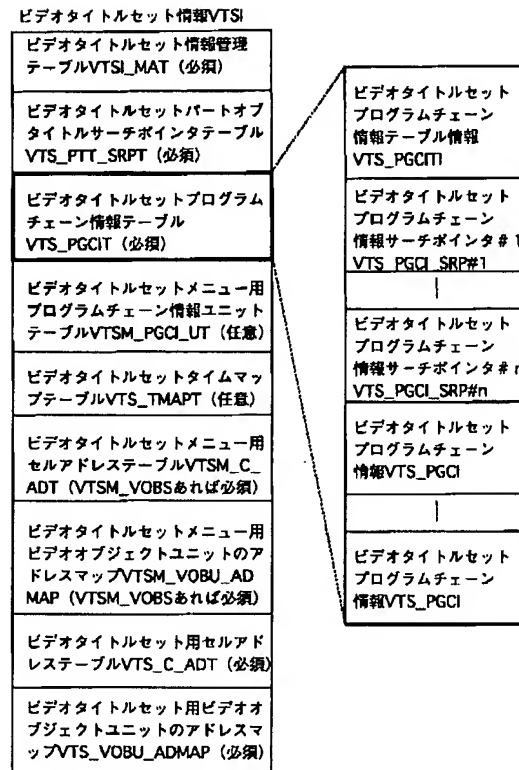 ビデオタイトルセット情報VTSI
ビデオタイトルセット情報管理
テーブルVTSI_MAT（必須）
ビデオタイトルセットパートオブ
タイトルサーチポインタテーブル
VTS_PTT_SRPT（必須）
ビデオタイトルセットプログラム
チェーン情報テーブル
VTS_PGCIT（必須）
ビデオタイトルセットメニュー用
プログラムチェーン情報ユニット
テーブルVTSM_PGCI_UT（任意）
ビデオタイトルセットタイムマッ
プテーブルVTS_TMAPT（任意）
ビデオタイトルセットメニュー用
セルアドレステーブルVTSM_C_
ADT（VTSM_VOBSあれば必須）
ビデオタイトルセットメニュー用
ビデオオブジェクトユニットのア
ドレスマップVTSM_VOBU_AD
MAP（VTSM_VOBSあれば必須）
ビデオタイトルセット用セルアド
レステーブルVTS_C_ADT（必須）
ビデオタイトルセット用ビデオオ
ブジェクトユニットのアドレスマ
ップVTS_VOBU_ADMAP（必須）
ビデオタイトルセット
プログラムチェーン
情報テーブル情報
VTS_PGCITI
ビデオタイトルセット
プログラムチェーン
情報サーチポインタ＃1
VTS_PGCI_SRP#1
ビデオタイトルセット
プログラムチェーン
情報サーチポインタ＃n
VTS_PGCI_SRP#n
ビデオタイトルセット
プログラムチェーン
情報VTS_PGCI
ビデオタイトルセット
プログラムチェーン
情報VTS_PGCI